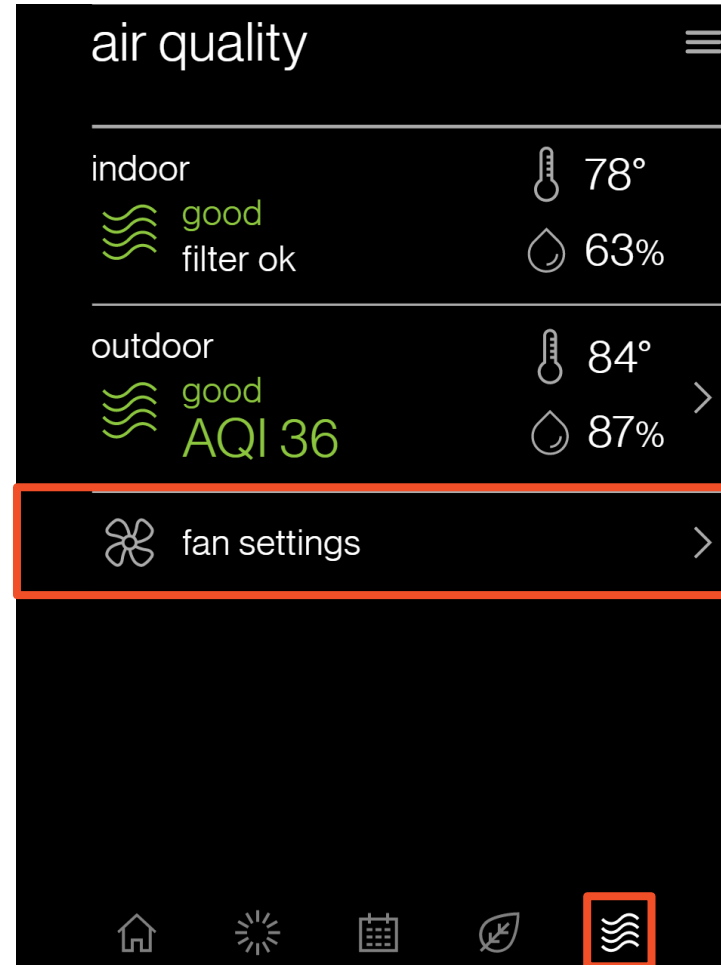 air quality
indoor
78°
good
filter ok
63%
outdoor
84°
good
AQI 36
87%
fan settings